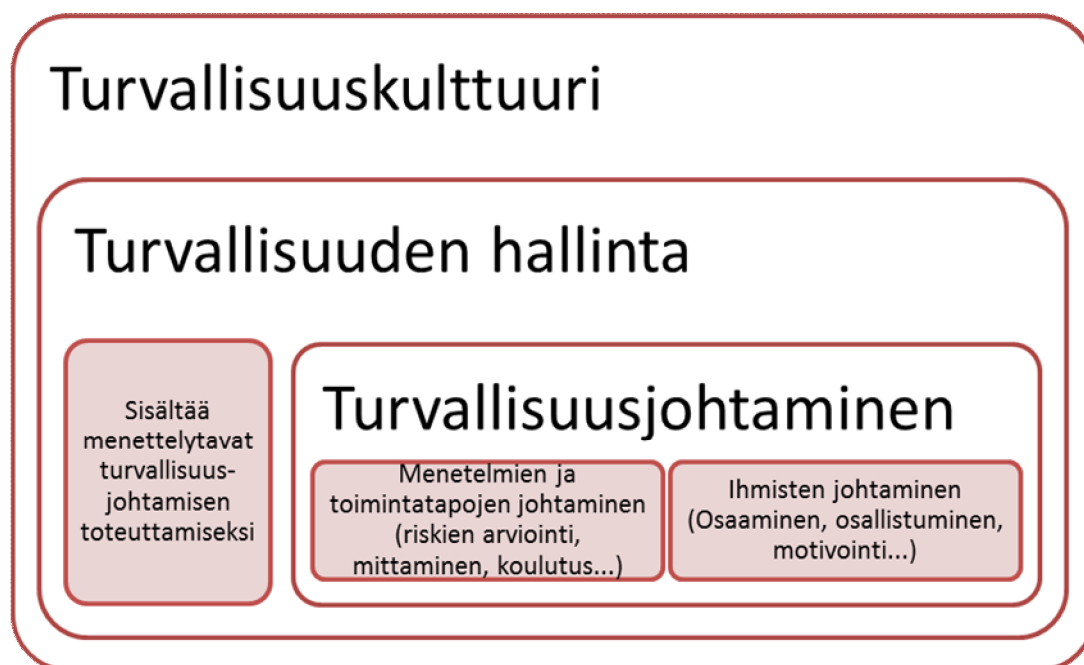 Turvallisuuskulttuuri
Turvallisuuden hallinta
Sisältää
menettelytavat
turvallisuus-
johtamisen
toteuttamiseksi
Turvallisuusjohtaminen
Menetelmien ja
toimintatapojen johtaminen
(riskien arviointi,
mittaminen, koulutus...)
Ihmisten johtaminen
(Osaaminen, osallistuminen,
motivointi...)